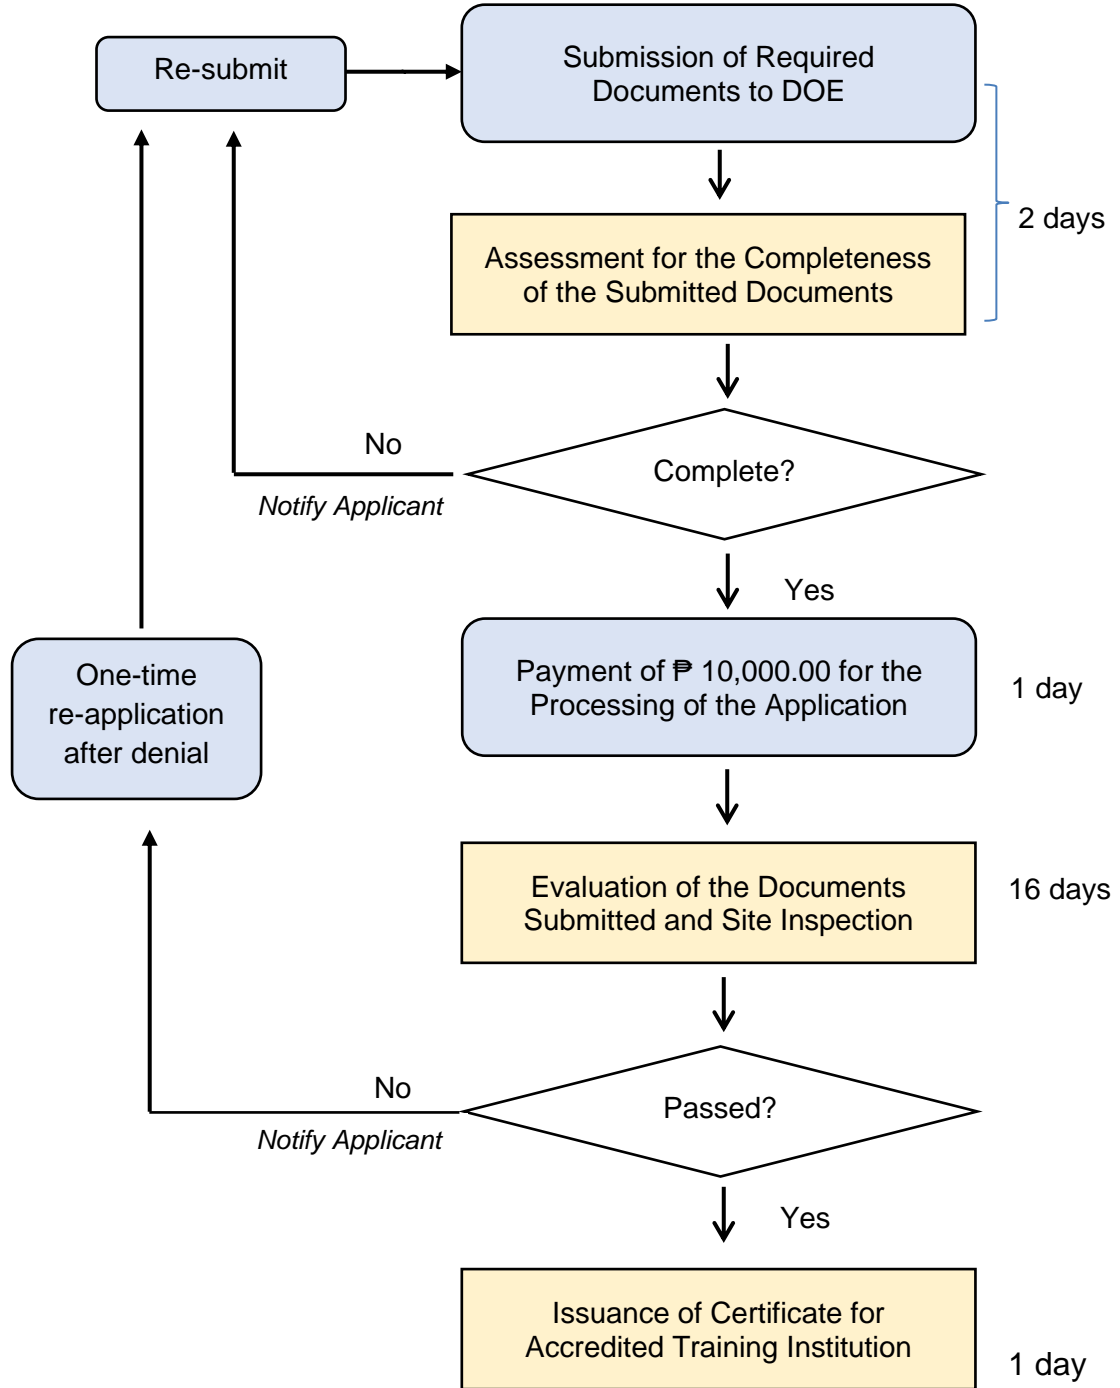 Re-submit
Submission of Required
Documents to DOE
2 days
Assessment for the Completeness
of the Submitted Documents
No
Complete?
Notify Applicant
Yes
One-time
re-application
after denial
Payment of ₱ 10,000.00 for the
Processing of the Application
1 day
Evaluation of the Documents
Submitted and Site Inspection
16 days
No
Passed?
Notify Applicant
Yes
Issuance of Certificate for
Accredited Training Institution
1 day